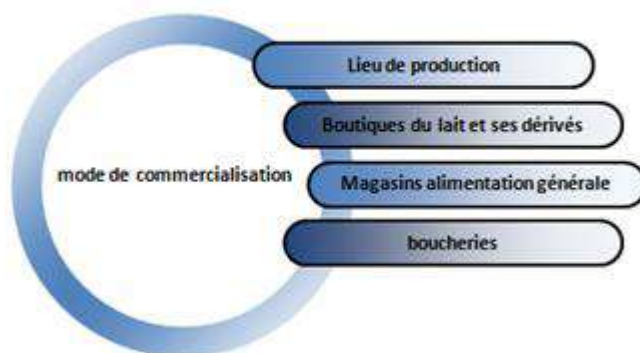 mode de commercialisation
Lieu de production
Boutiques du lait et ses dérivés
Magasins alimentation générale
boucheries